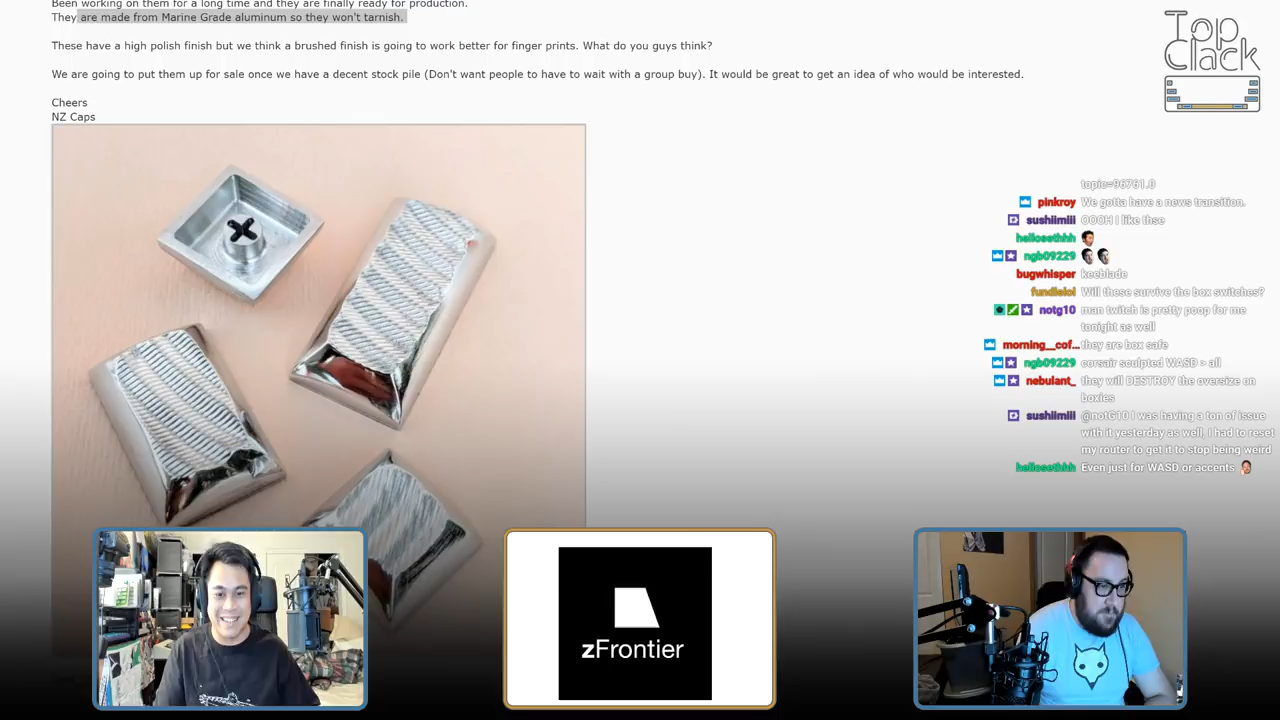 Been working on them for a long time and they are finally ready for production.
They are made from Marine Grade aluminum so they won't tarnish.
These have a high polish finish but we think a brushed finish is going to work better for finger prints. What do you guys think?
We are going to put them up for sale once we have a decent stock pile (Don't want people to have to wait with a group buy). It would be great to get an idea of who would be interested.
Cheers
NZ Caps
Top
Clack
topic=96761.0
pinkroy We gotta have a news transition.
sushiimiii OOOH I like thse
hellosethhh
ngb09229
bugwhisper keeblade
fundielol Will these survive the box switches?
notg10 man twitch is pretty poop for me
tonight as well
morning__cof... they are box safe
ngb09229 corsair sculpted WASD > all
nebulant_ they will DESTROY the oversize on
boxies
sushiimiii @notG10 I was having a ton of issue
with it yesterday as well, I had to reset
my router to get it to stop being weird
hellosethhh Even just for WASD or accents
zFrontier